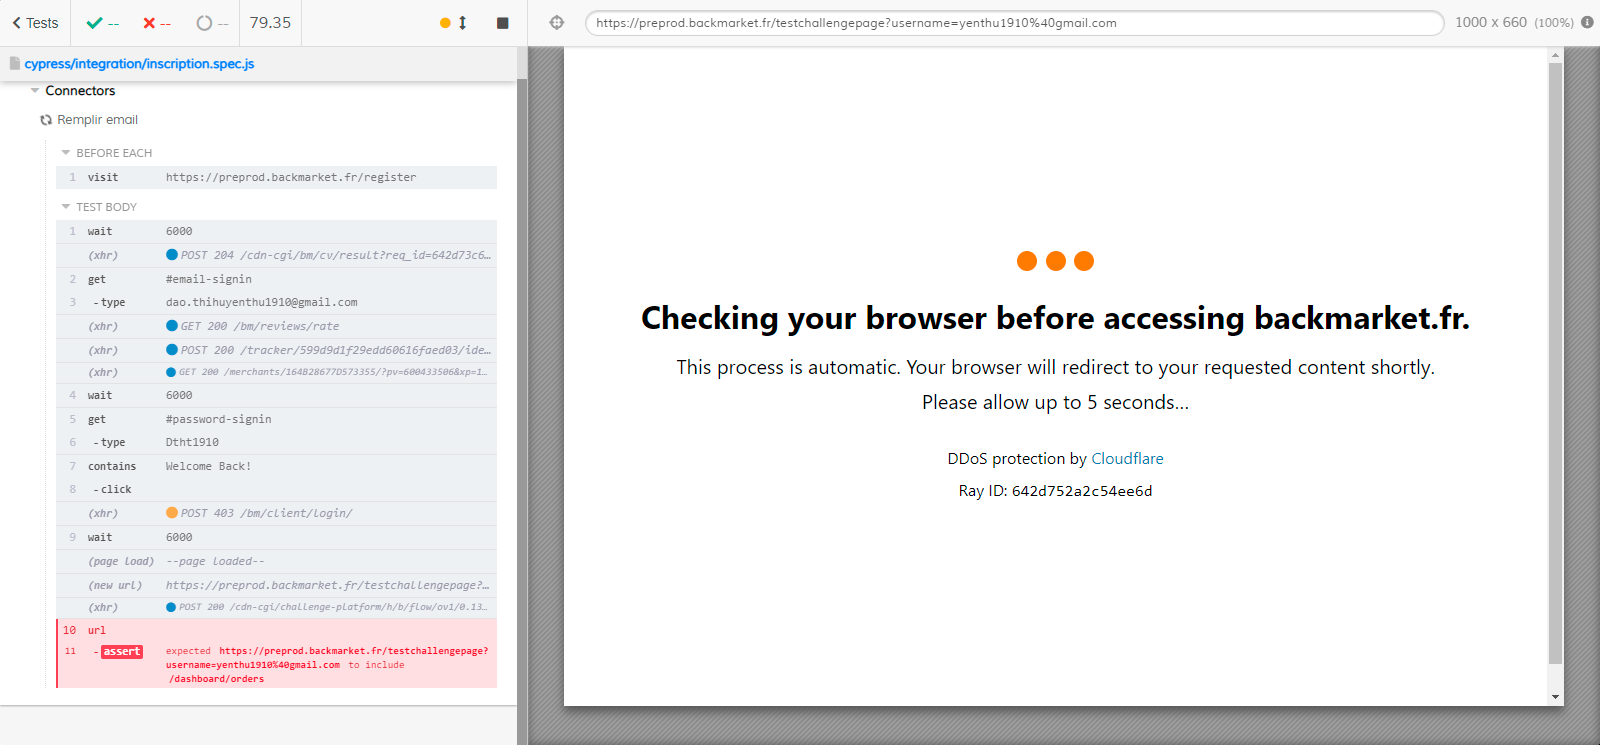 Tests -- -- -- 79.35
https://preprod.backmarket.fr/testchallengepage?username=yenthu1910%40gmail.com 1000 x 660 (100%)
cypress/integration/inscription.spec.js
Connectors
Remplir email
BEFORE EACH
1 visit https://preprod.backmarket.fr/register
TEST BODY
1 wait 6000
(xhr) POST 204 /cdn-cgi/bm/cv/result?req_id=642d73c6...
2 get #email-signin
3 -type dao.thihuyenthu1910@gmail.com
(xhr) GET 200 /bm/reviews/rate
(xhr) POST 200 /tracker/599d9d1f29edd60616faed03/ide...
(xhr) GET 200 /merchants/164B28677D573355/?pv=600433506&xp=1...
4 wait 6000
5 get #password-signin
6 -type Dtht1910
7 contains Welcome Back!
8 -click
(xhr) POST 403 /bm/client/login/
9 wait 6000
(page load) --page loaded--
(new url) https://preprod.backmarket.fr/testchallengepage?...
(xhr) POST 200 /cdn-cgi/challenge-platform/h/b/flow/ov1/0.13...
10 url
11 -assert expected https://preprod.backmarket.fr/testchallengepage?
username=yenthu1910%40gmail.com to include
/dashboard/orders
Checking your browser before accessing backmarket.fr.
This process is automatic. Your browser will redirect to your requested content shortly.
Please allow up to 5 seconds...
DDoS protection by Cloudflare
Ray ID: 642d752a2c54ee6d